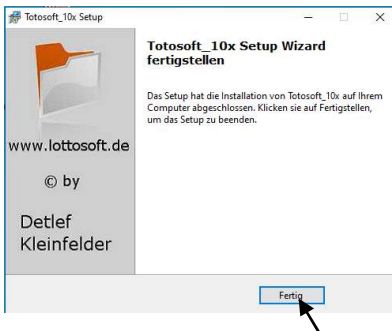 Totosoft_10x Setup
Totosoft_10x Setup Wizard
fertigstellen
Das Setup hat die Installation von Totosoft_10x auf Ihrem
Computer abgeschlossen. Klicken sie auf Fertigstellen,
um das Setup zu beenden.
www.lottosoft.de
© by
Detlef
Kleinfelder
Fertig